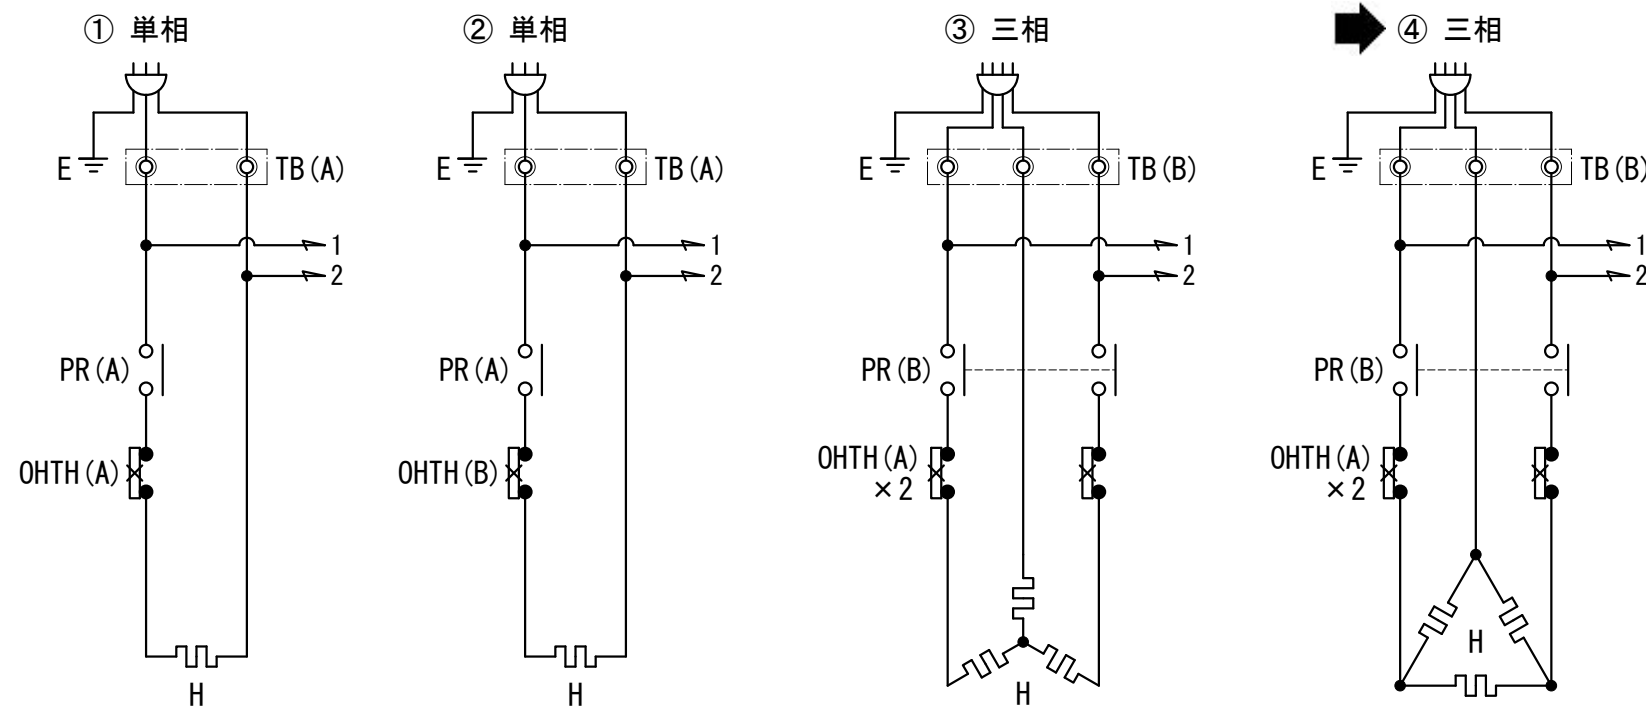 ① 単相
② 単相
③ 三相
④ 三相
E
TB(A)
E
TB(A)
E
TB(B)
E
TB(B)
1
1
1
1
2
2
2
2
PR(A)
PR(A)
PR(B)
PR(B)
OHTH(A)
OHTH(B)
OHTH(A)
×2
OHTH(A)
×2
H
H
H
H